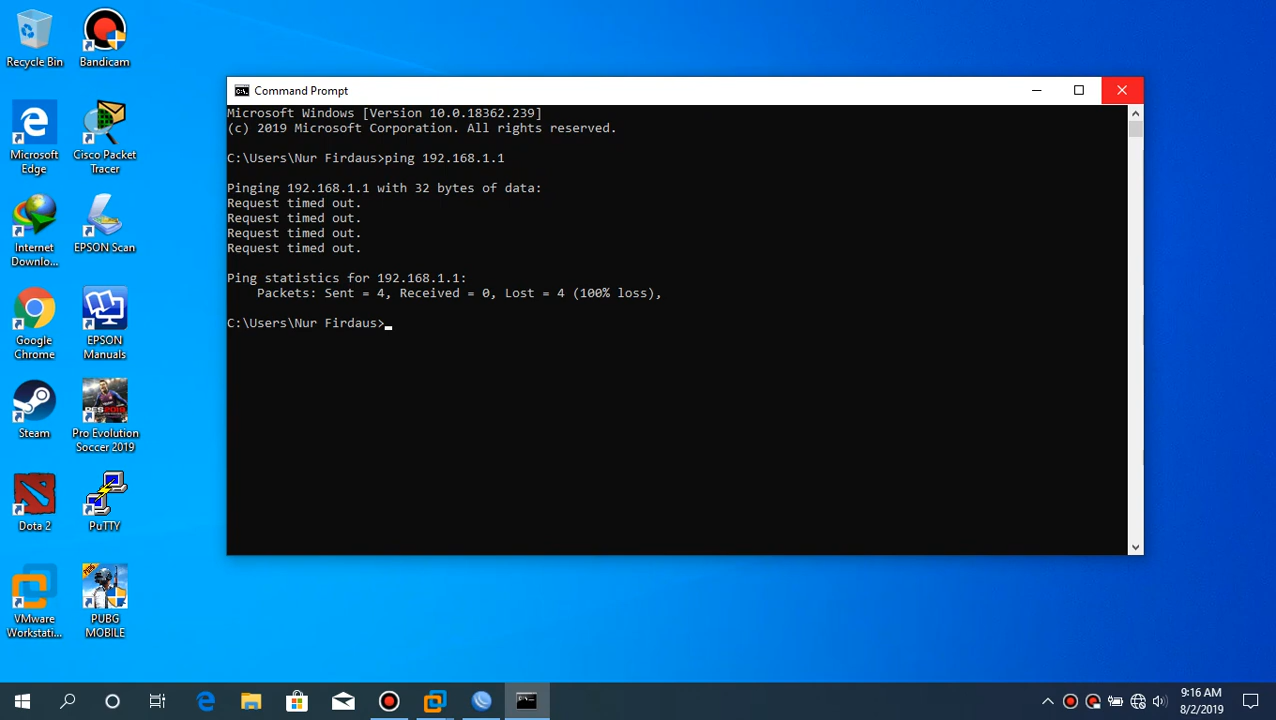 Recycle Bin
Bandicam
Microsoft
Edge
Cisco Packet
Tracer
Internet
Downlo...
EPSON Scan
Google
Chrome
EPSON
Manuals
Steam
Pro Evolution
Soccer 2019
Dota 2
PuTTY
VMware
Workstati...
PUBG
MOBILE
Command Prompt
Microsoft Windows [Version 10.0.18362.239]
(c) 2019 Microsoft Corporation. All rights reserved.
C:\Users\Nur Firdaus>ping 192.168.1.1
Pinging 192.168.1.1 with 32 bytes of data:
Request timed out.
Request timed out.
Request timed out.
Request timed out.
Ping statistics for 192.168.1.1:
    Packets: Sent = 4, Received = 0, Lost = 4 (100% loss),
C:\Users\Nur Firdaus>
9:16 AM
8/2/2019